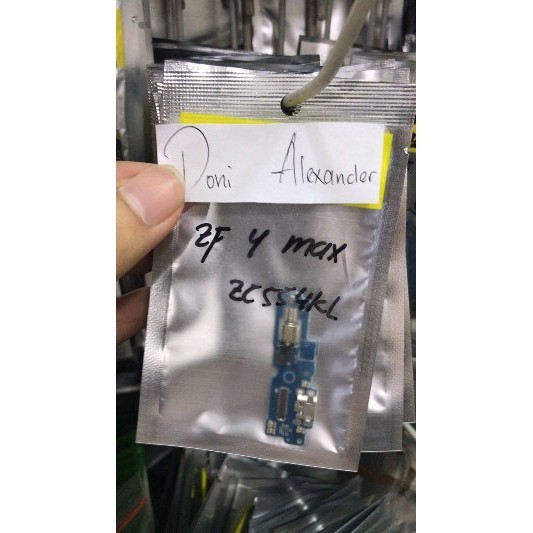 Doni Alexander
ZF 4 max
ZC554KL